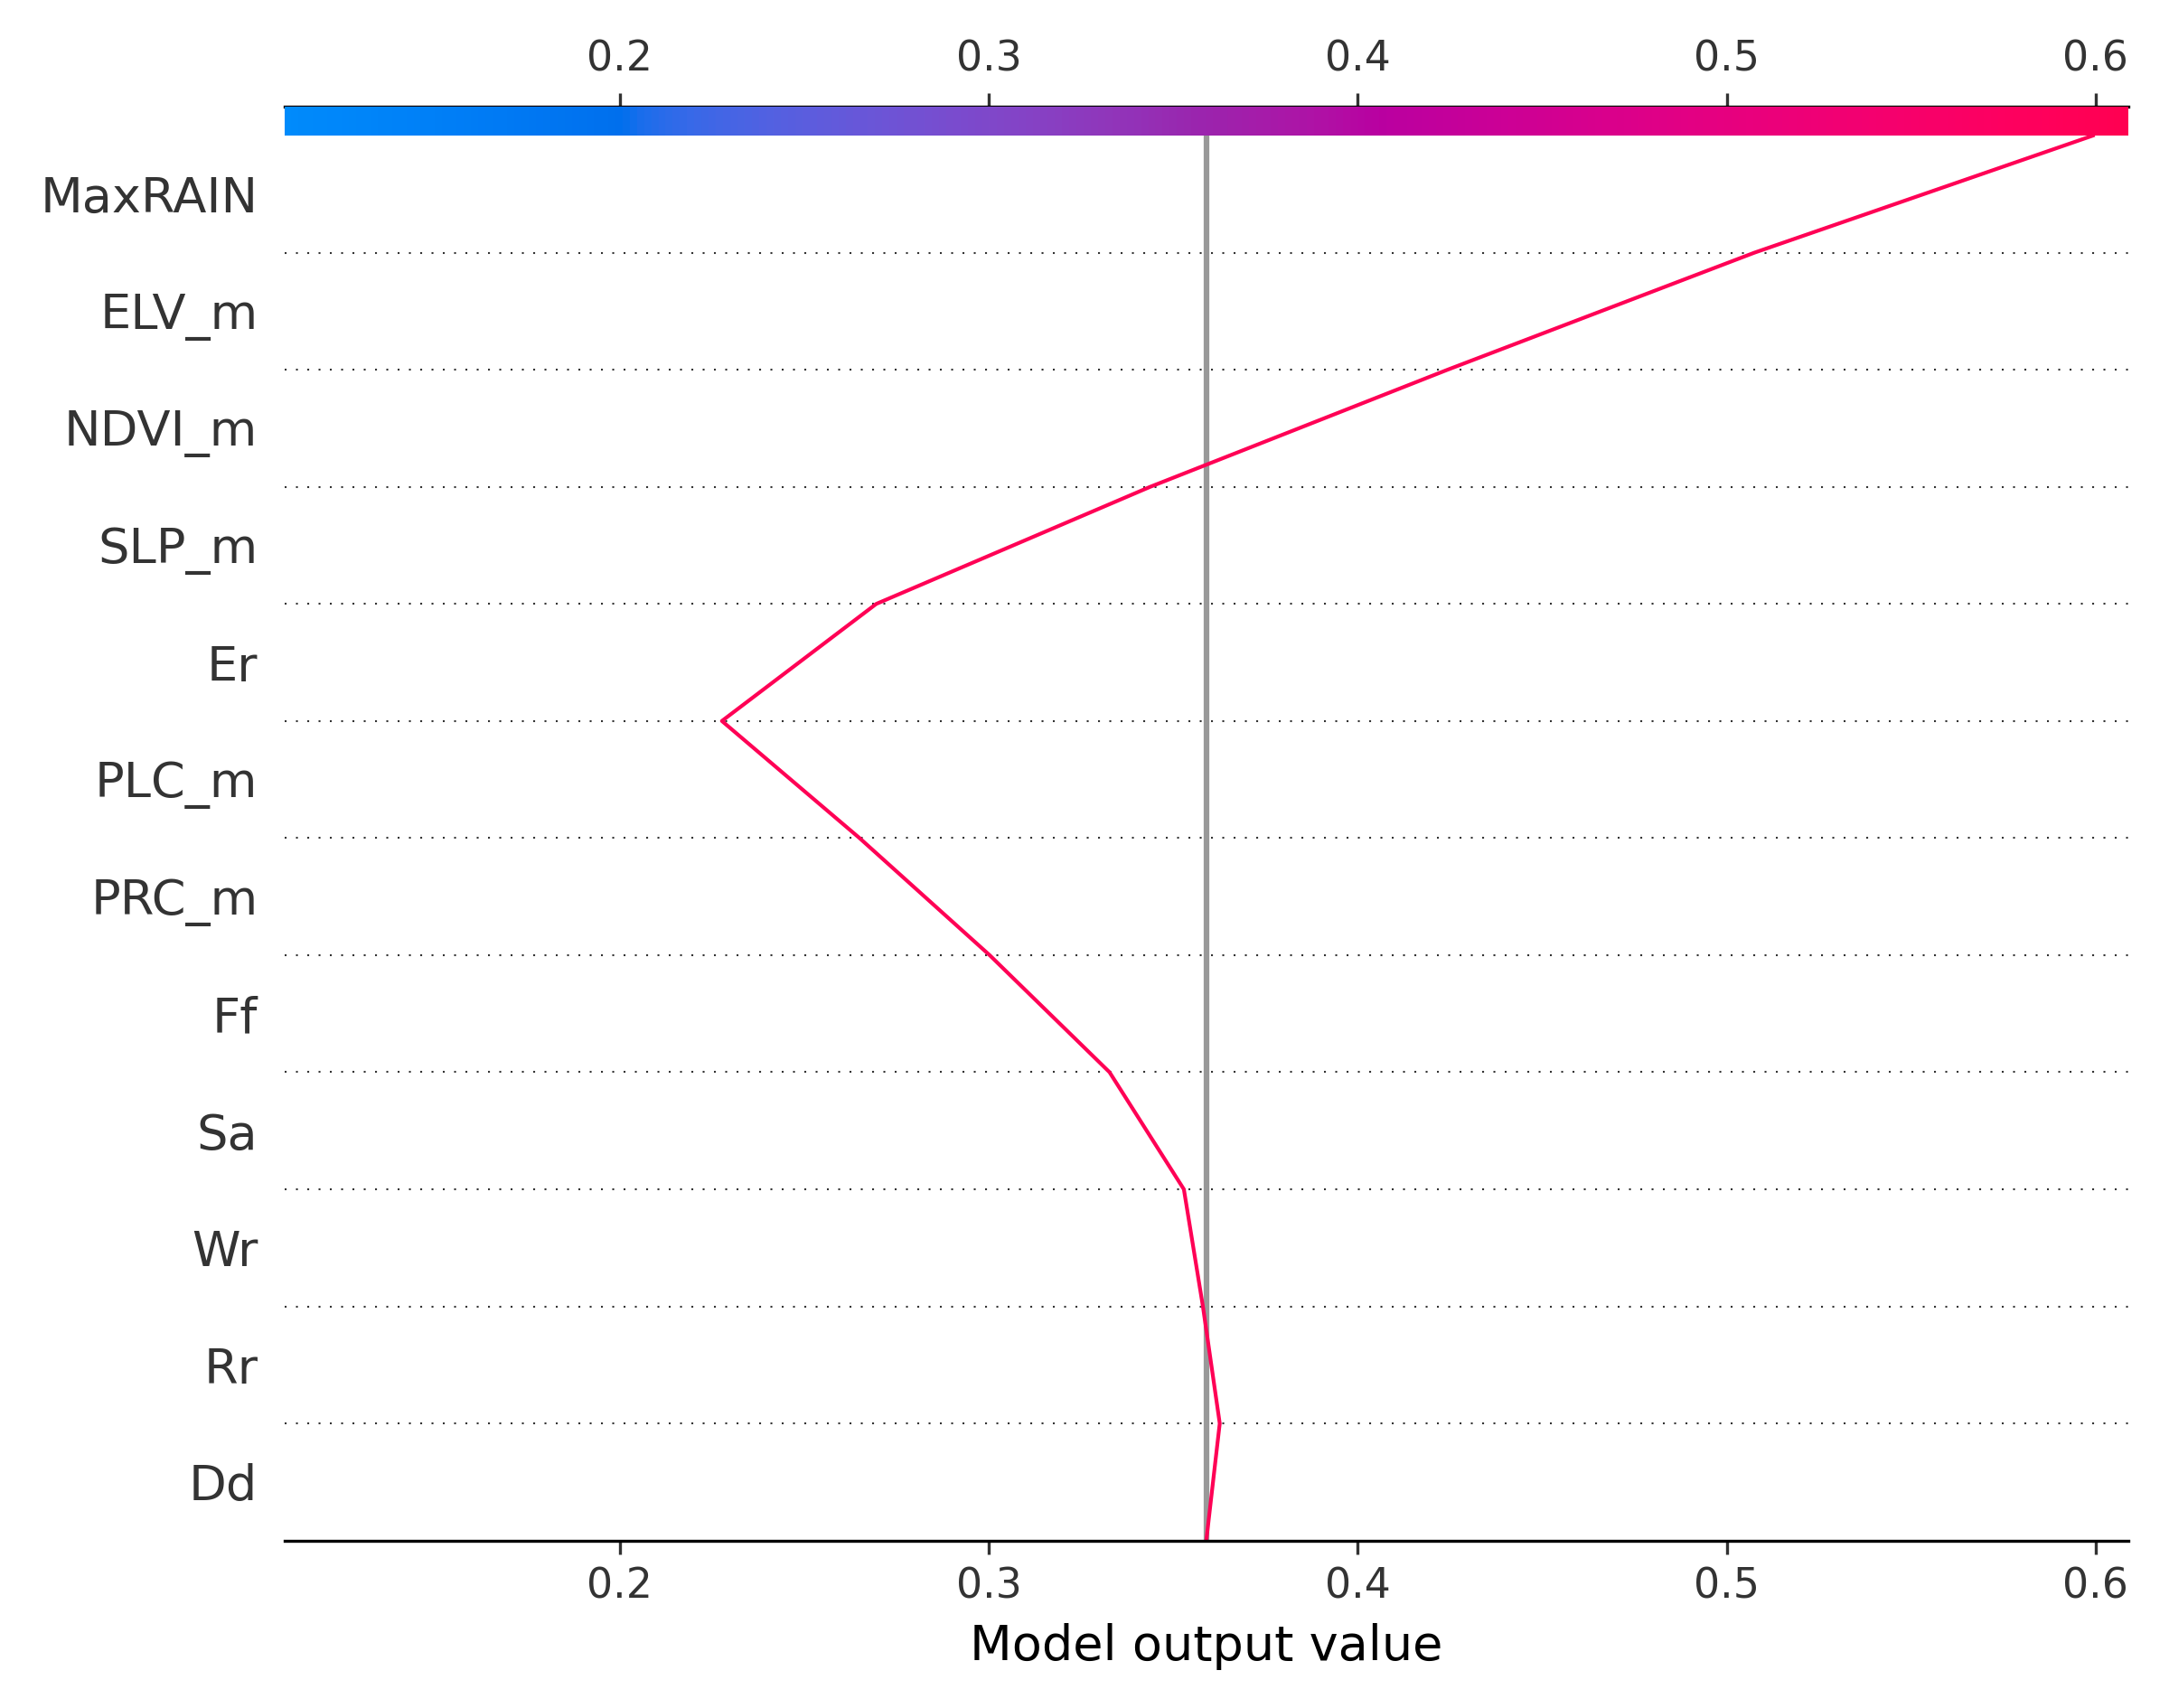 0.2 0.3 0.4 0.5 0.6
MaxRAIN
ELV_m
NDVI_m
SLP_m
Er
PLC_m
PRC_m
Ff
Sa
Wr
Rr
Dd
0.2 0.3 0.4 0.5 0.6
Model output value